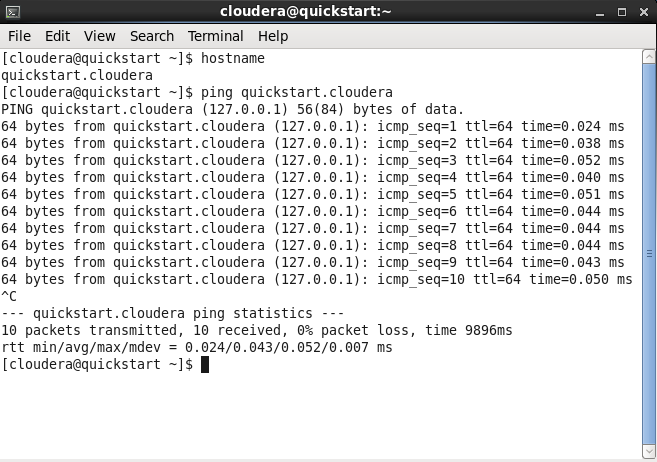 cloudera@quickstart:~
File Edit View Search Terminal Help
[cloudera@quickstart ~]$ hostname
quickstart.cloudera
[cloudera@quickstart ~]$ ping quickstart.cloudera
PING quickstart.cloudera (127.0.0.1) 56(84) bytes of data.
64 bytes from quickstart.cloudera (127.0.0.1): icmp_seq=1 ttl=64 time=0.024 ms
64 bytes from quickstart.cloudera (127.0.0.1): icmp_seq=2 ttl=64 time=0.038 ms
64 bytes from quickstart.cloudera (127.0.0.1): icmp_seq=3 ttl=64 time=0.052 ms
64 bytes from quickstart.cloudera (127.0.0.1): icmp_seq=4 ttl=64 time=0.040 ms
64 bytes from quickstart.cloudera (127.0.0.1): icmp_seq=5 ttl=64 time=0.051 ms
64 bytes from quickstart.cloudera (127.0.0.1): icmp_seq=6 ttl=64 time=0.044 ms
64 bytes from quickstart.cloudera (127.0.0.1): icmp_seq=7 ttl=64 time=0.044 ms
64 bytes from quickstart.cloudera (127.0.0.1): icmp_seq=8 ttl=64 time=0.044 ms
64 bytes from quickstart.cloudera (127.0.0.1): icmp_seq=9 ttl=64 time=0.043 ms
64 bytes from quickstart.cloudera (127.0.0.1): icmp_seq=10 ttl=64 time=0.050 ms
^C
--- quickstart.cloudera ping statistics ---
10 packets transmitted, 10 received, 0% packet loss, time 9896ms
rtt min/avg/max/mdev = 0.024/0.043/0.052/0.007 ms
[cloudera@quickstart ~]$